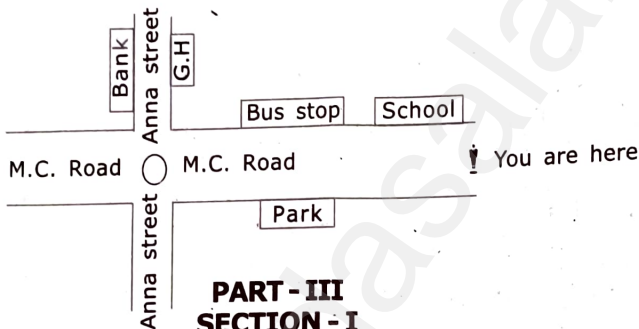 Bank
Anna street
G.H
Bus stop
School
M.C. Road
M.C. Road
You are here
Anna street
Park
PART - III
SECTION - I